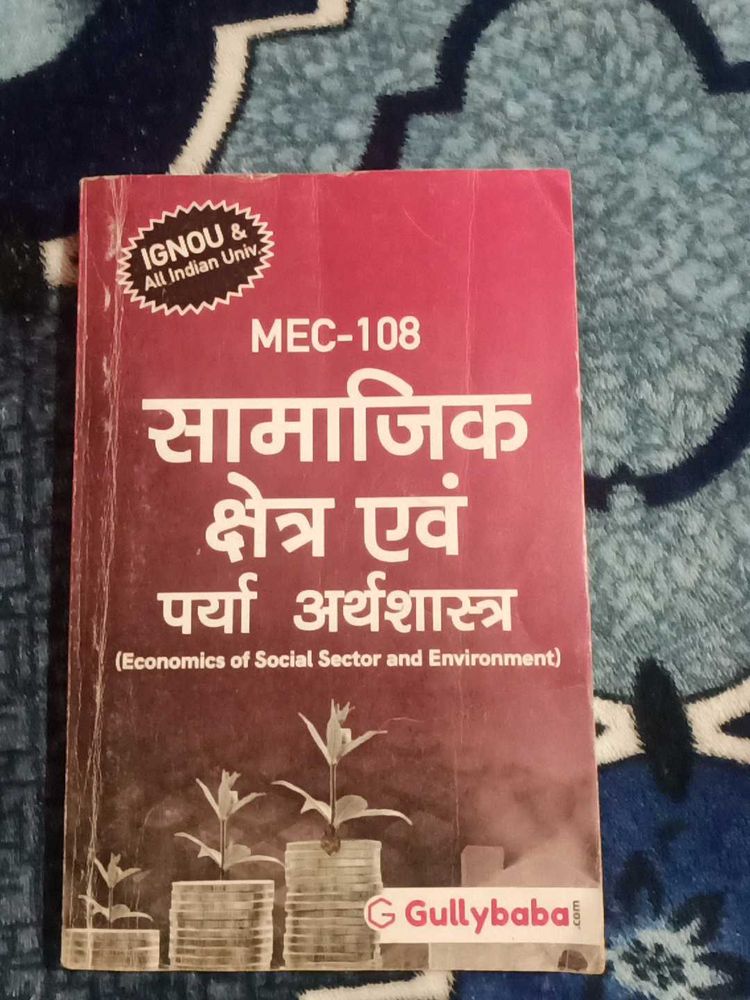 IGNOU &
All Indian Univ.
MEC-108
सामाजिक
क्षेत्र एवं
पर्या अर्थशास्त्र
(Economics of Social Sector and Environment)
Gullybaba.com